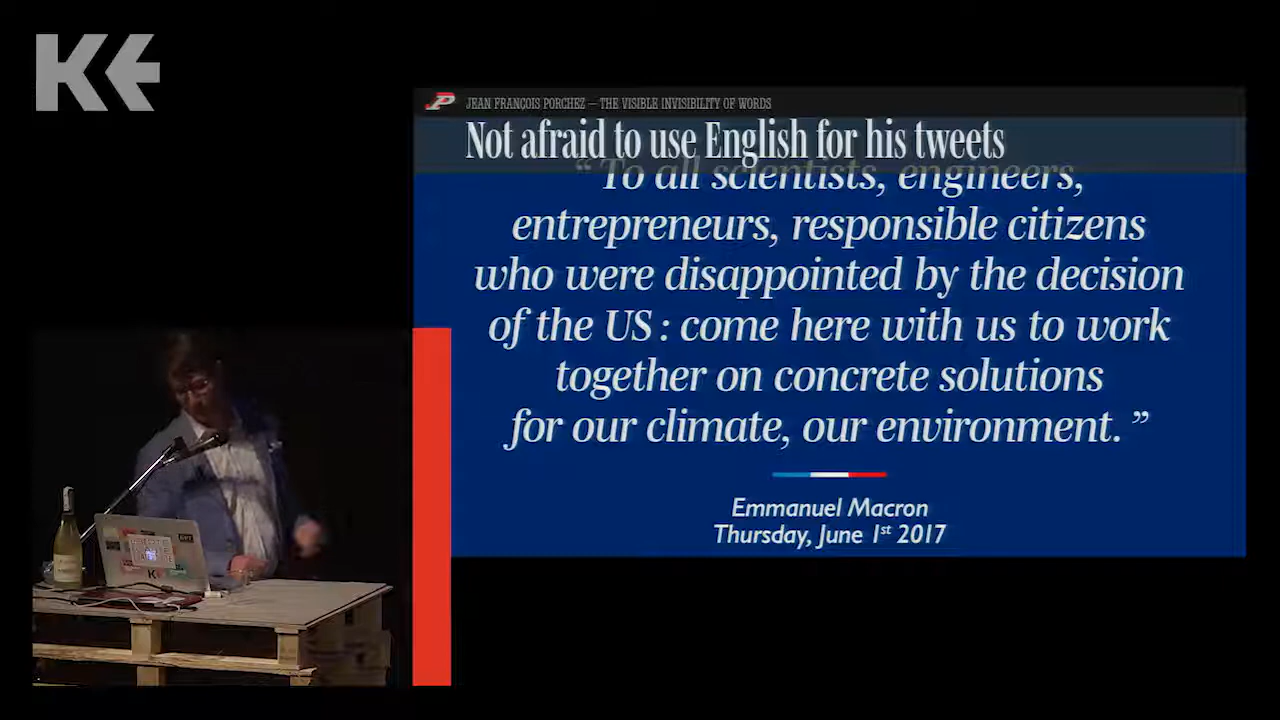 KE
JEAN FRANÇOIS PORCHEZ — THE VISIBLE INVISIBILITY OF WORDS
Not afraid to use English for his tweets
“ To all scientists, engineers,
entrepreneurs, responsible citizens
who were disappointed by the decision
of the US : come here with us to work
together on concrete solutions
for our climate, our environment. ”
Emmanuel Macron
Thursday, June 1st 2017